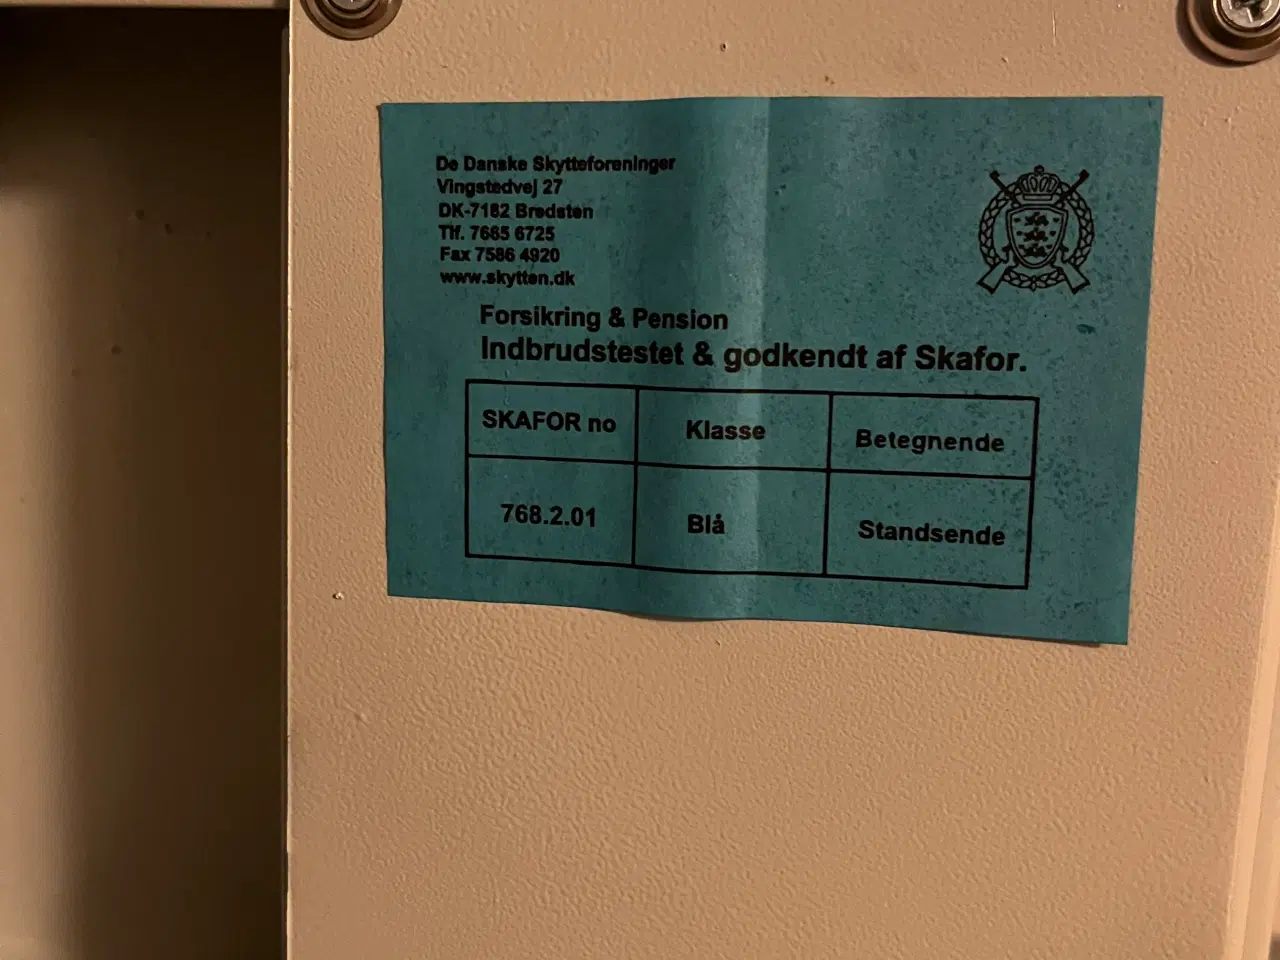 De Danske Skytteforeninger
Vingstedvej 27
DK-7182 Bredsten
Tlf. 7665 6725
Fax 7586 4920
www.skytten.dk
Forsikring & Pension
Indbrudstestet & godkendt af Skafor.
SKAFOR no Klasse Betegnende
768.2.01 Blå Standsende